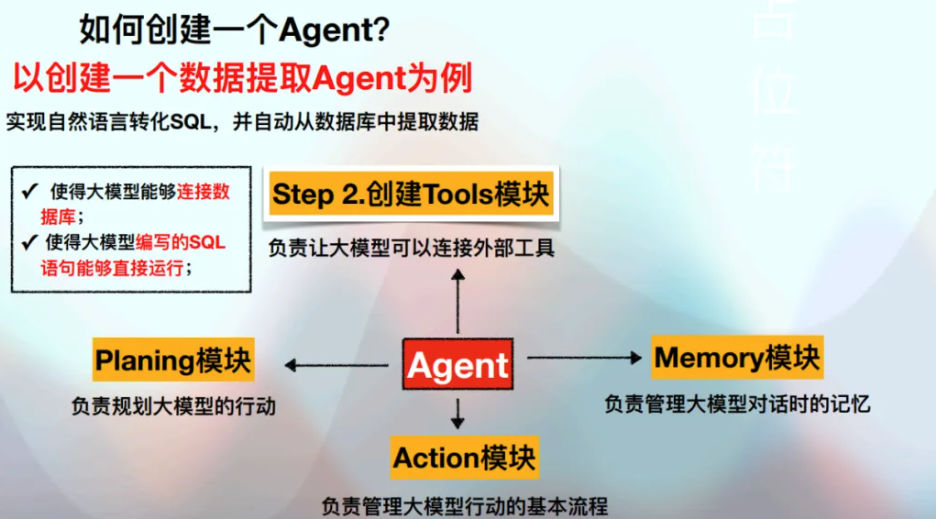 如何创建一个Agent?
以创建一个数据提取Agent为例
实现自然语言转化SQL，并自动从数据库中提取数据
占位符
✓ 使得大模型能够连接数
据库；
✓ 使得大模型编写的SQL
语句能够直接运行；
Step 2.创建Tools模块
负责让大模型可以连接外部工具
Planing模块
负责规划大模型的行动
Agent
Memory模块
负责管理大模型对话时的记忆
Action模块
负责管理大模型行动的基本流程